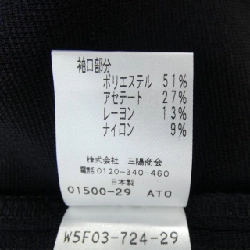 袖口部分
ポリエステル 51%
アセテート 27%
レーヨン 13%
ナイロン 9%
株式会社 三陽商会
電話0120-340-460
日本製
01500-29 ATO
W5F03-724-29